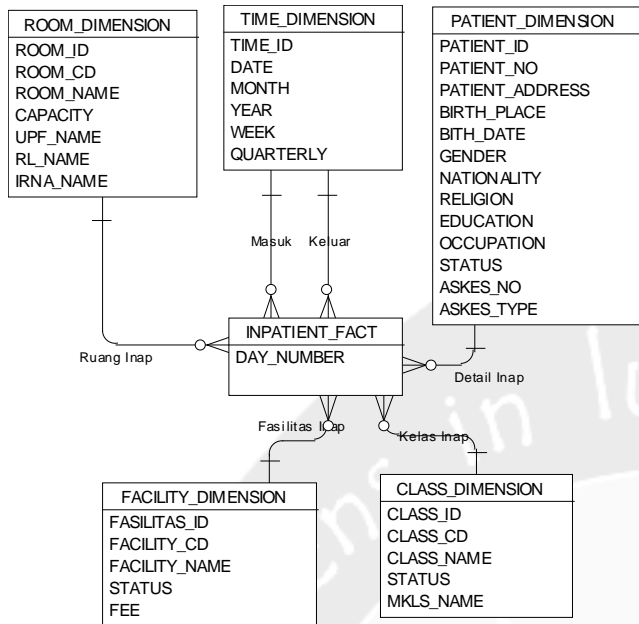 ROOM_DIMENSION
ROOM_ID
ROOM_CD
ROOM_NAME
CAPACITY
UPF_NAME
RL_NAME
IRNA_NAME
TIME_DIMENSION
TIME_ID
DATE
MONTH
YEAR
WEEK
QUARTERLY
PATIENT_DIMENSION
PATIENT_ID
PATIENT_NO
PATIENT_ADDRESS
BIRTH_PLACE
BITH_DATE
GENDER
NATIONALITY
RELIGION
EDUCATION
OCCUPATION
STATUS
ASKES_NO
ASKES_TYPE
Masuk
Keluar
INPATIENT_FACT
DAY_NUMBER
Ruang Inap
Detail Inap
Fasilitas Inap
Kelas Inap
FACILITY_DIMENSION
FASILITAS_ID
FACILITY_CD
FACILITY_NAME
STATUS
FEE
CLASS_DIMENSION
CLASS_ID
CLASS_CD
CLASS_NAME
STATUS
MKLS_NAME